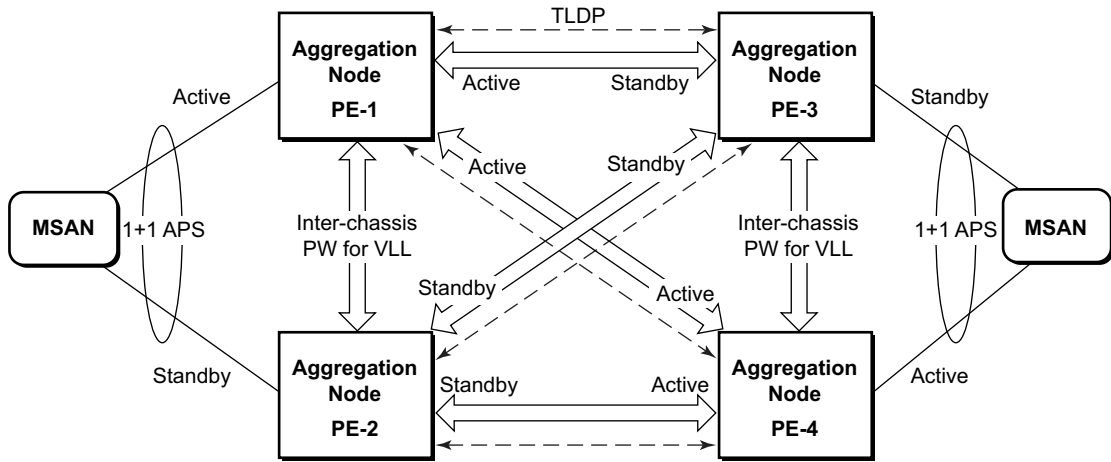 TLDP
Aggregation
Node
PE-1
Active
Standby
Aggregation
Node
PE-3
Active
Standby
Active
Standby
MSAN
1+1 APS
Inter-chassis
PW for VLL
Inter-chassis
PW for VLL
1+1 APS
MSAN
Standby
Active
Standby
Aggregation
Node
PE-2
Standby
Active
Aggregation
Node
PE-4
Active